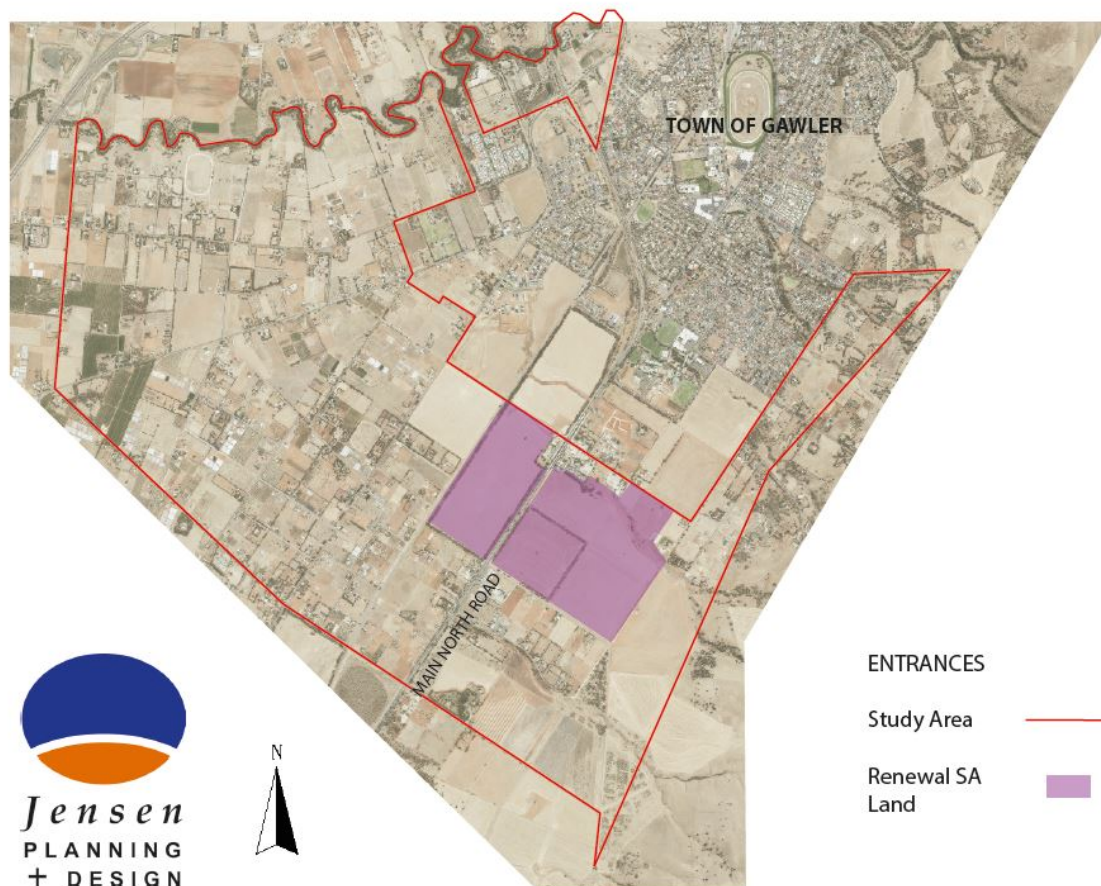 TOWN OF GAWLER
MAIN NORTH ROAD
ENTRANCES
Study Area
Renewal SA
Land
N
Jensen
PLANNING
+ DESIGN